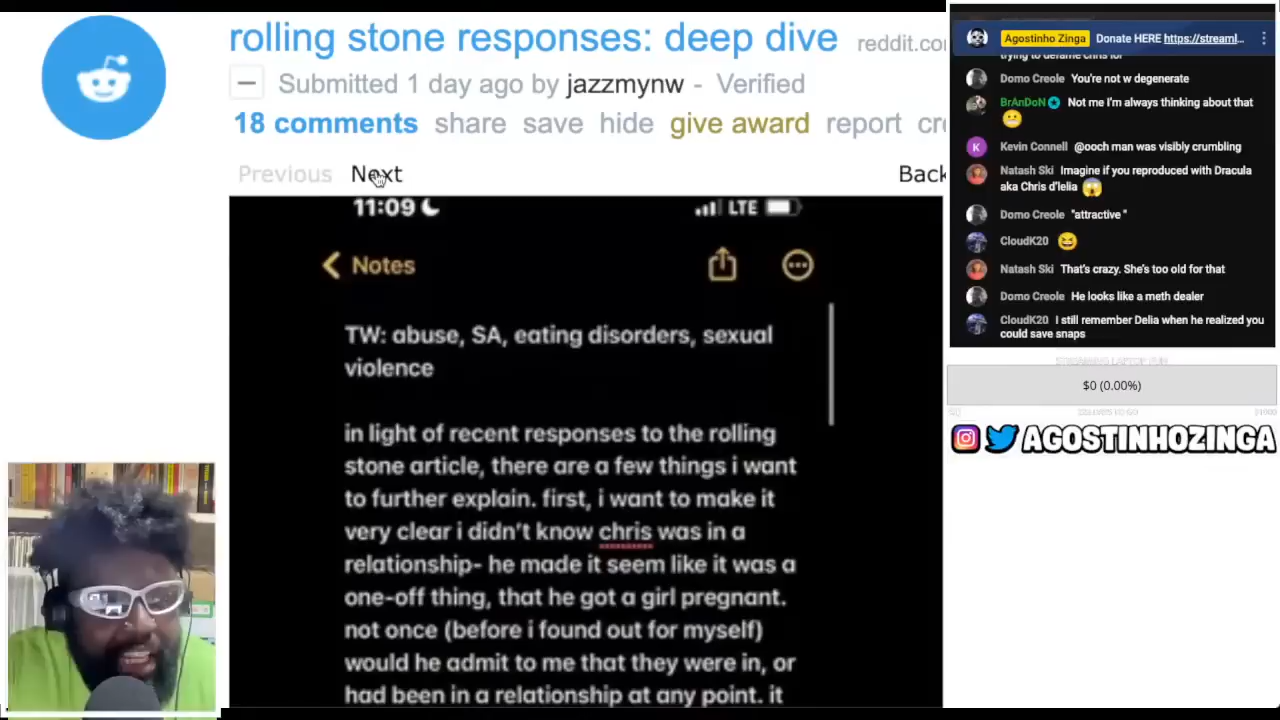 rolling stone responses: deep dive reddit.co
Submitted 1 day ago by jazzmynw - Verified
18 comments share save hide give award report cr
Previous Next Back
11:09 LTE
Notes
TW: abuse, SA, eating disorders, sexual
violence
in light of recent responses to the rolling
stone article, there are a few things i want
to further explain. first, i want to make it
very clear i didn't know chris was in a
relationship- he made it seem like it was a
one-off thing, that he got a girl pregnant.
not once (before i found out for myself)
would he admit to me that they were in, or
had been in a relationship at any point. it
Agostinho Zinga Donate HERE https://streaml...
trying to defame Chris lol
Domo Creole You're not w degenerate
BrAnDoN Not me I'm always thinking about that
Kevin Connell @ooch man was visibly crumbling
Natash Ski Imagine if you reproduced with Dracula
aka Chris d'lelia
Domo Creole "attractive "
CloudK20
Natash Ski That's crazy. She's too old for that
Domo Creole He looks like a meth dealer
CloudK20 I still remember Delia when he realized you
could save snaps
$0 (0.00%)
AGOSTINHOZINGA